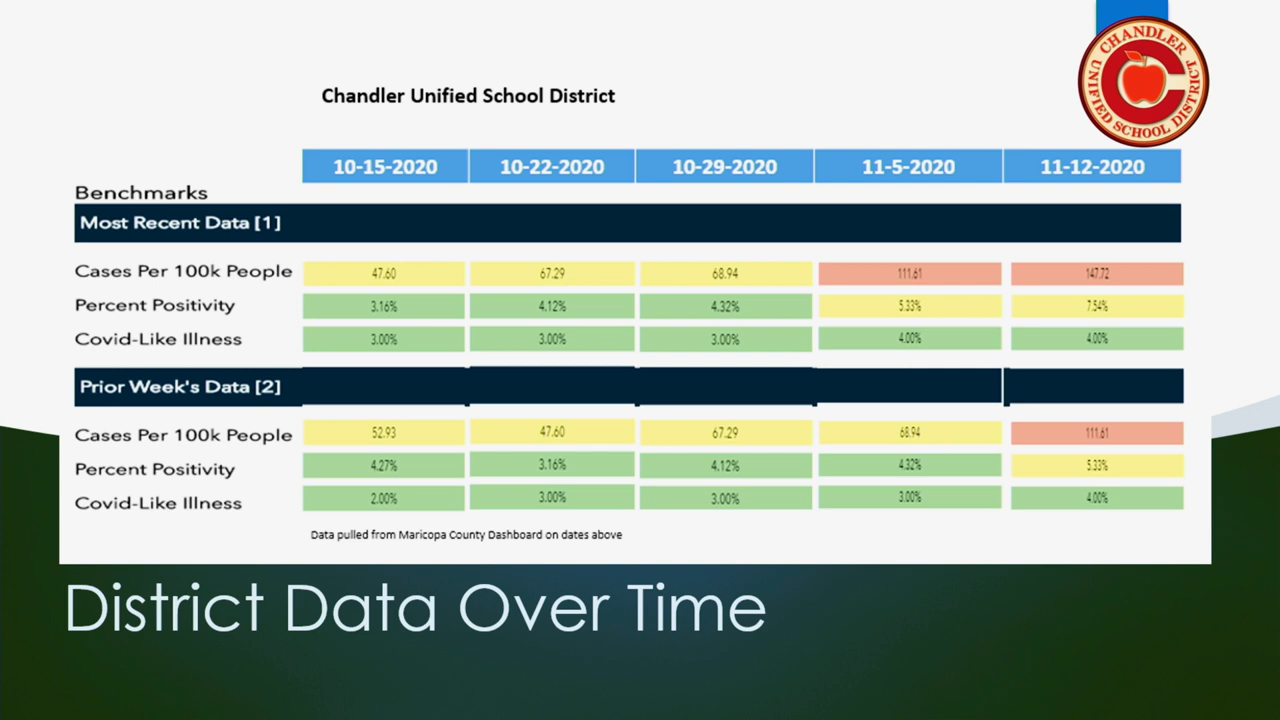 CHANDLER
UNIFIED SCHOOL DISTRICT
Chandler Unified School District
10-15-2020 10-22-2020 10-29-2020 11-5-2020 11-12-2020
Benchmarks
Most Recent Data [1]
Cases Per 100k People 47.60 67.29 68.94 111.61 147.72
Percent Positivity 3.16% 4.12% 4.32% 5.33% 7.54%
Covid-Like Illness 3.00% 3.00% 3.00% 4.00% 4.00%
Prior Week's Data [2]
Cases Per 100k People 52.93 47.60 67.29 68.94 111.61
Percent Positivity 4.27% 3.16% 4.12% 4.32% 5.33%
Covid-Like Illness 2.00% 3.00% 3.00% 3.00% 4.00%
Data pulled from Maricopa County Dashboard on dates above
District Data Over Time